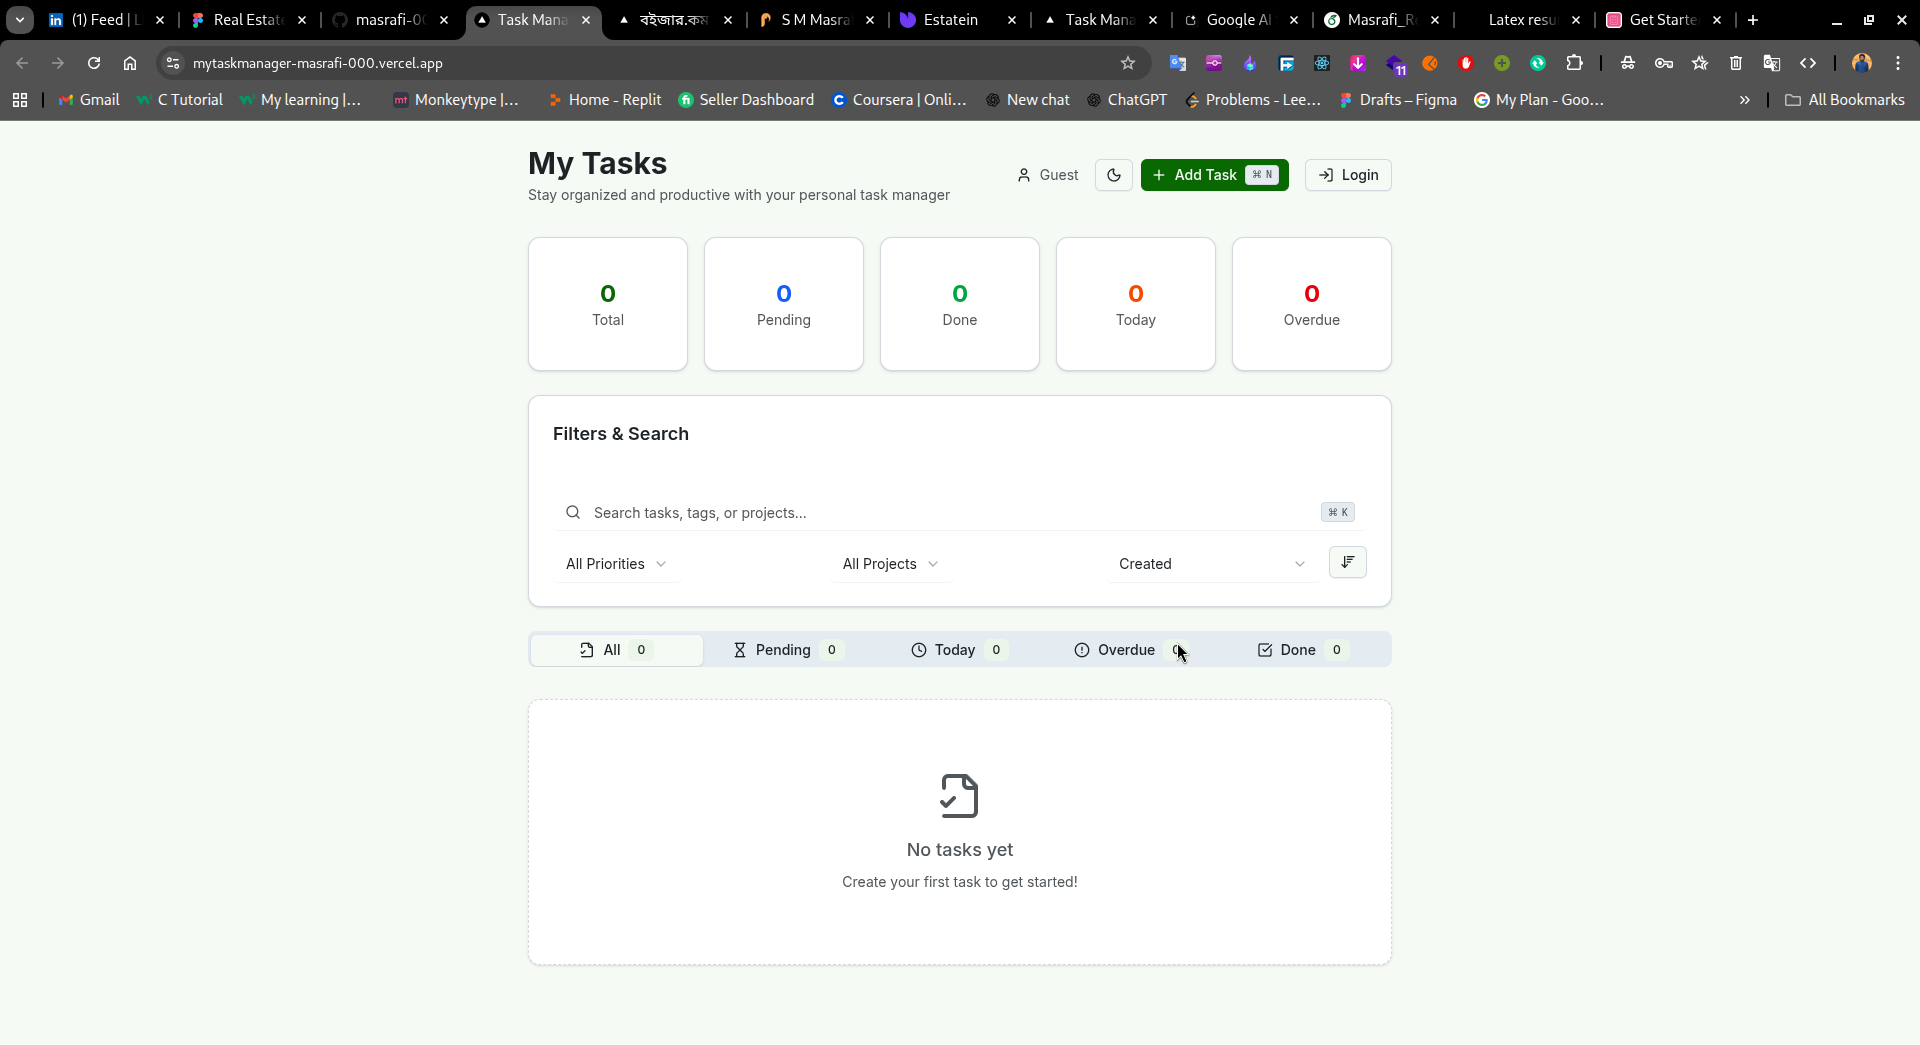 (1) Feed | L
Real Estate
masrafi-00
Task Mana
বইজার.কম
S M Masra
Estatein
Task Mana
Google AI
Masrafi_R
Latex resu
Get Starte
mytaskmanager-masrafi-000.vercel.app
11
Gmail
C Tutorial
My learning |...
mt
Monkeytype |...
Home - Replit
fi
Seller Dashboard
Coursera | Onli...
New chat
ChatGPT
Problems - Lee...
Drafts – Figma
My Plan - Goo...
All Bookmarks
My Tasks
Stay organized and productive with your personal task manager
Guest
Add Task ⌘ N
Login
0
Total
0
Pending
0
Done
0
Today
0
Overdue
Filters & Search
Search tasks, tags, or projects...
⌘ K
All Priorities
All Projects
Created
All 0
Pending 0
Today 0
Overdue 0
Done 0
No tasks yet
Create your first task to get started!